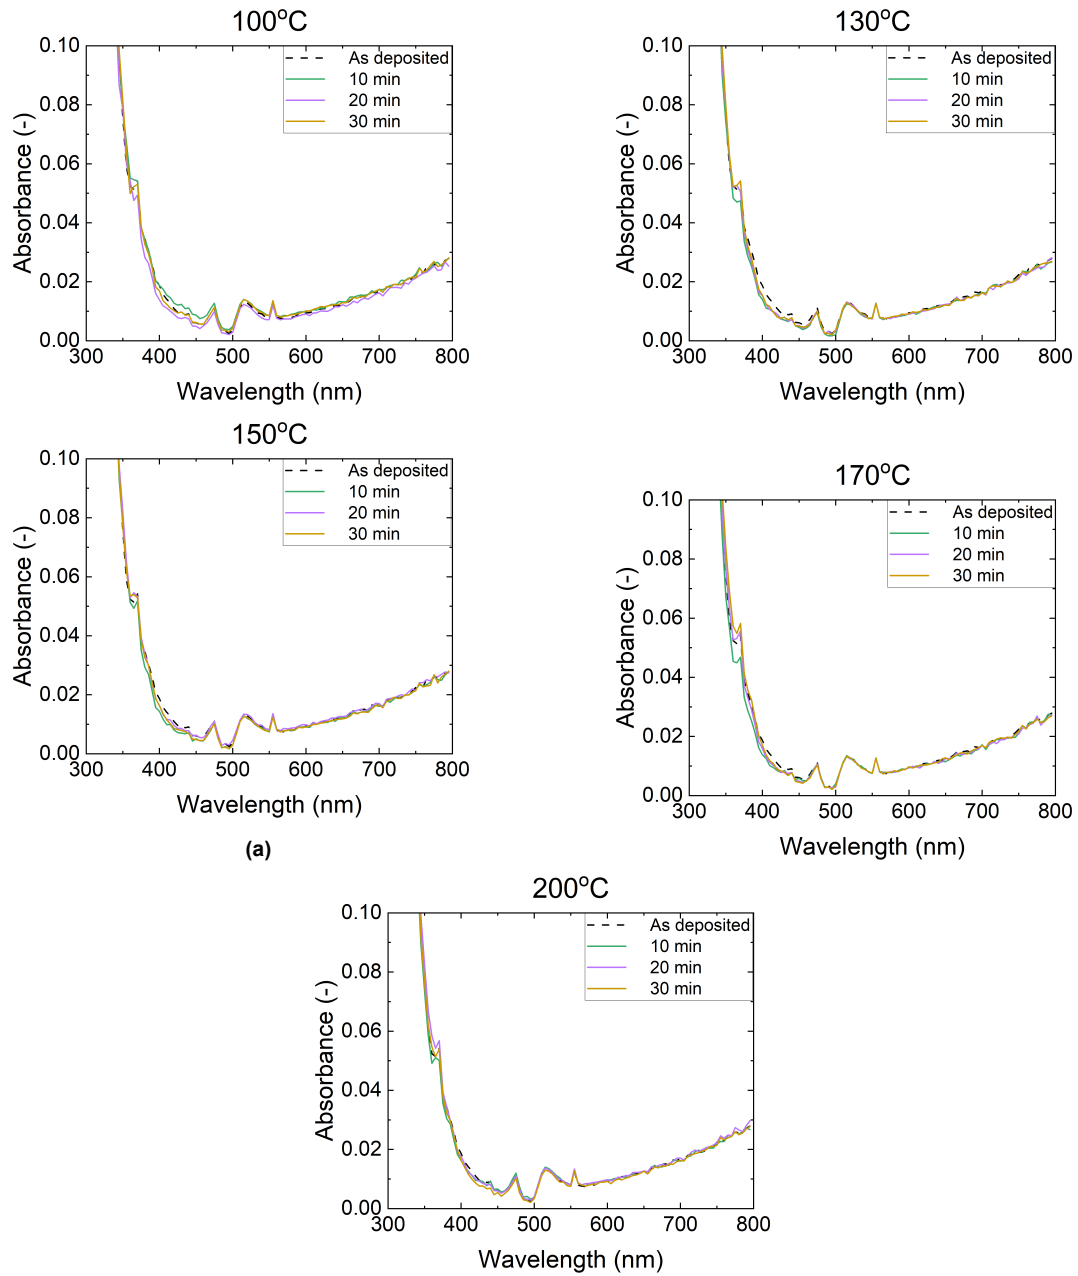 100°C
0.10
0.08
0.06
0.04
0.02
0.00
Absorbance (-)
As deposited
10 min
20 min
30 min
300 400 500 600 700 800
Wavelength (nm)
130°C
0.10
0.08
0.06
0.04
0.02
0.00
Absorbance (-)
As deposited
10 min
20 min
30 min
300 400 500 600 700 800
Wavelength (nm)
150°C
0.10
0.08
0.06
0.04
0.02
0.00
Absorbance (-)
As deposited
10 min
20 min
30 min
300 400 500 600 700 800
Wavelength (nm)
(a)
170°C
0.10
0.08
0.06
0.04
0.02
0.00
Absorbance (-)
As deposited
10 min
20 min
30 min
300 400 500 600 700 800
Wavelength (nm)
200°C
0.10
0.08
0.06
0.04
0.02
0.00
Absorbance (-)
As deposited
10 min
20 min
30 min
300 400 500 600 700 800
Wavelength (nm)